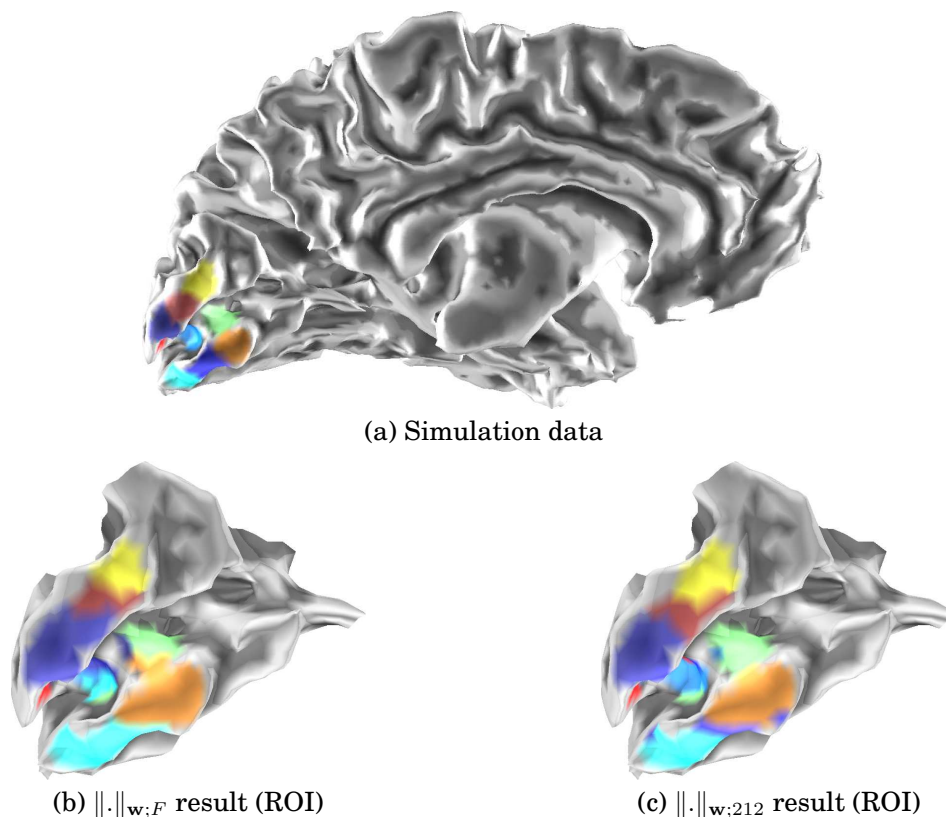 (a) Simulation data
(b) ‖.‖w;F result (ROI)
(c) ‖.‖w;212 result (ROI)